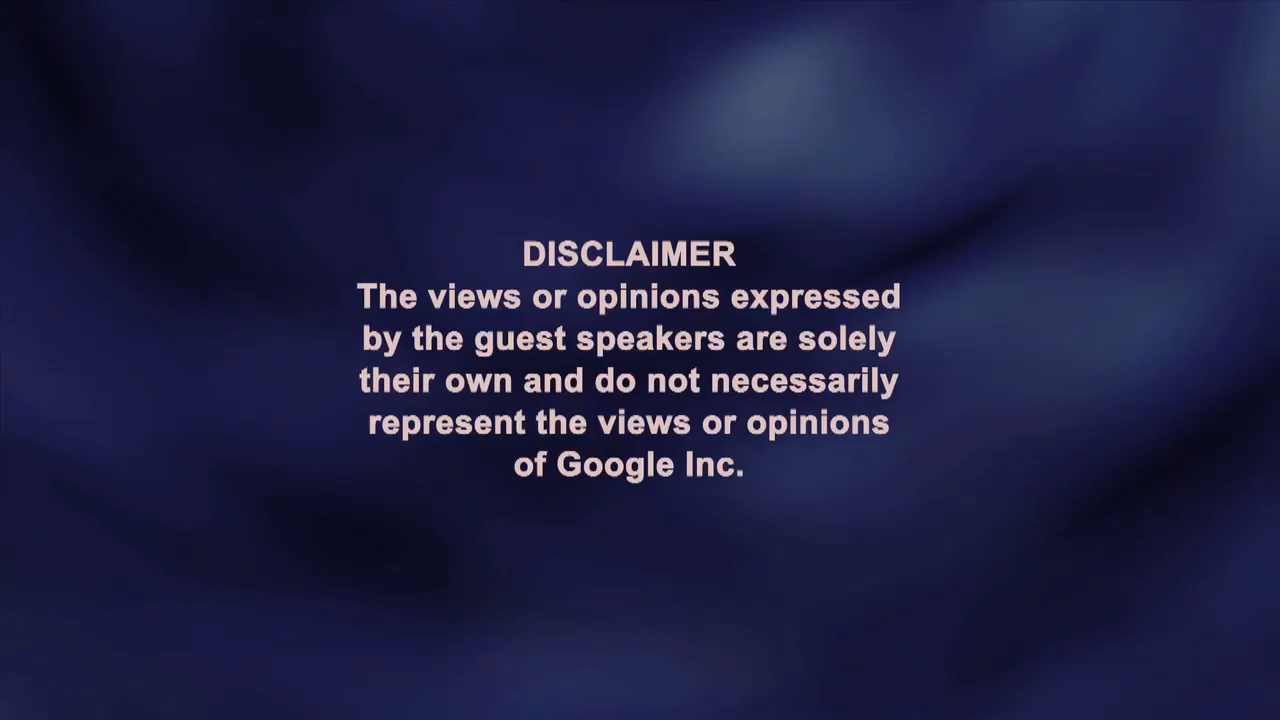 DISCLAIMER
The views or opinions expressed
by the guest speakers are solely
their own and do not necessarily
represent the views or opinions
of Google Inc.